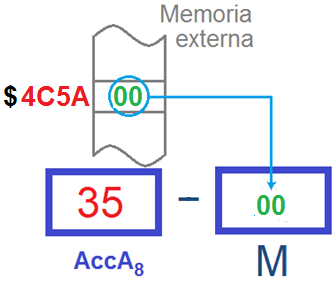 Memoria
externa
$ 4C5A 00
35 – 00
AccA8 M